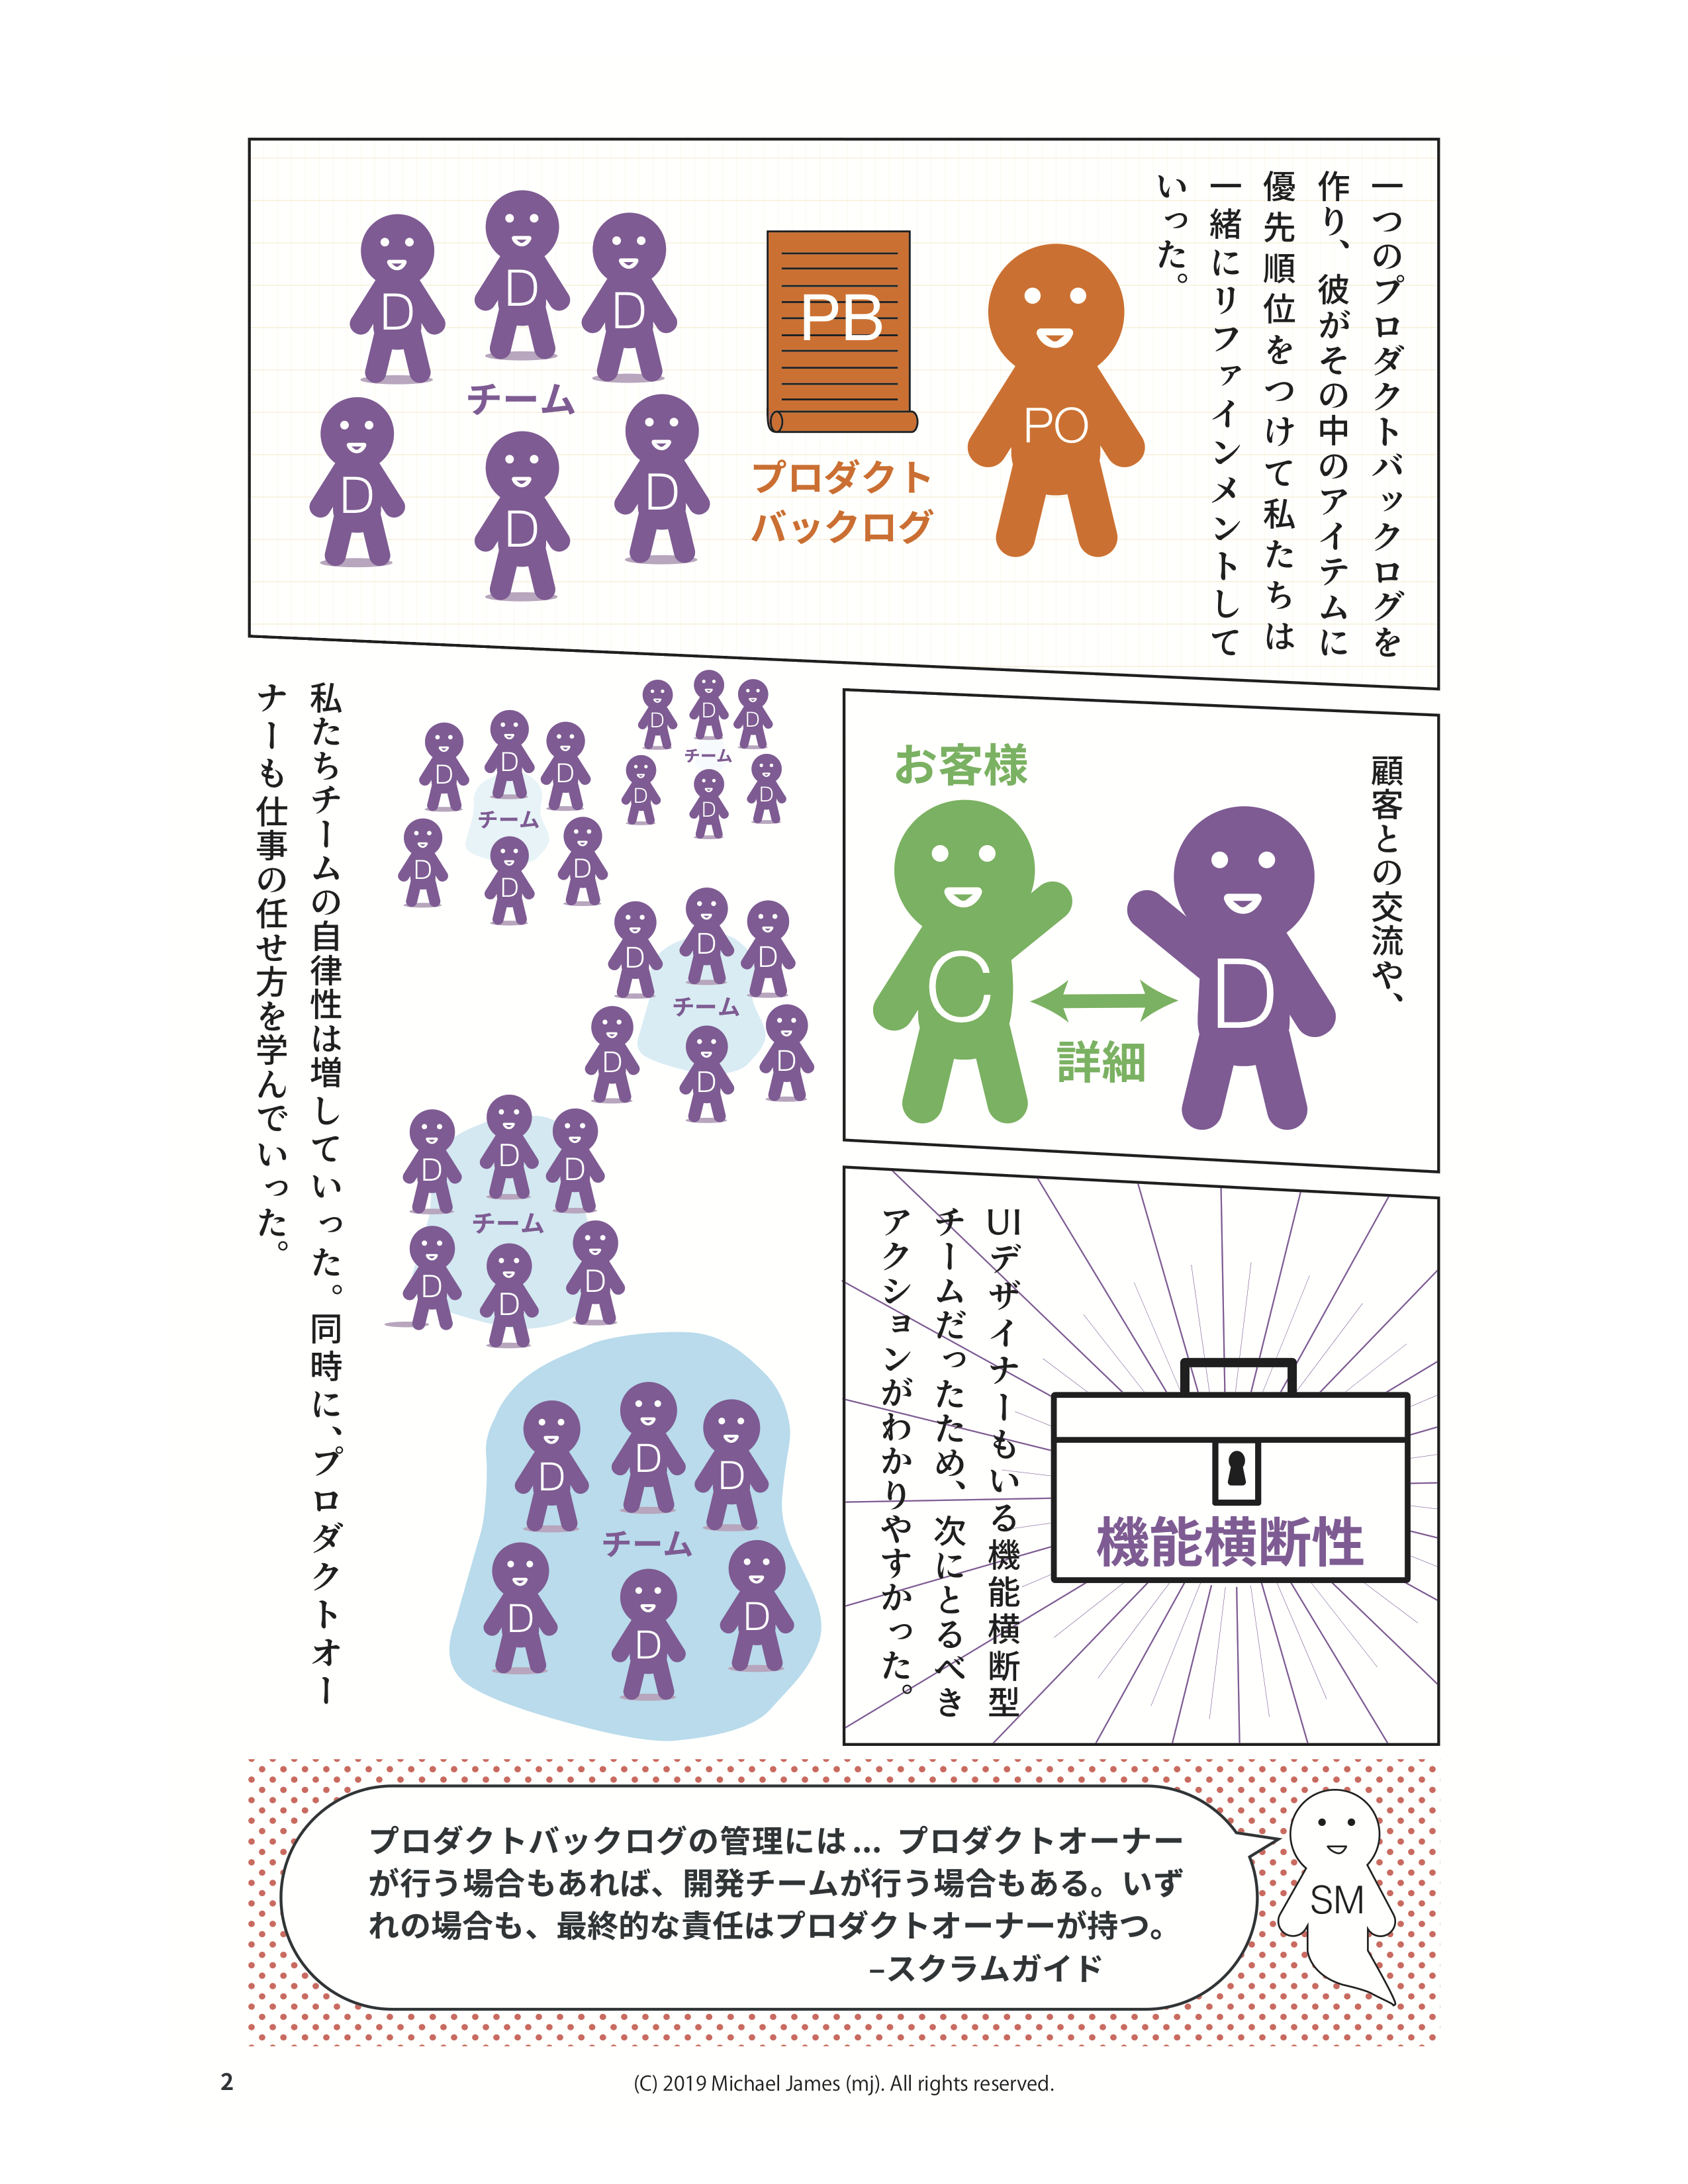 一つのプロダクトバックログを
作り、彼がその中のアイテムに
優先順位をつけて私たちは
一緒にリファインメントして
いった。
PO
PB
プロダクト
バックログ
D
D
D
チーム
D
D
D
顧客との交流や、
お客様
C
D
詳細
UIデザイナーもいる機能横断型
チームだったため、次にとるべき
アクションがわかりやすかった。
機能横断性
D
D
D
チーム
D
D
D
D
D
D
チーム
D
D
D
D
D
D
チーム
D
D
D
D
D
D
チーム
D
D
D
D
D
D
チーム
D
D
D
私たちチームの自律性は増していった。同時に、プロダクトオー
ナーも仕事の任せ方を学んでいった。
プロダクトバックログの管理には... プロダクトオーナー
が行う場合もあれば、開発チームが行う場合もある。いず
れの場合も、最終的な責任はプロダクトオーナーが持つ。
–スクラムガイド
SM
2
(C) 2019 Michael James (mj). All rights reserved.